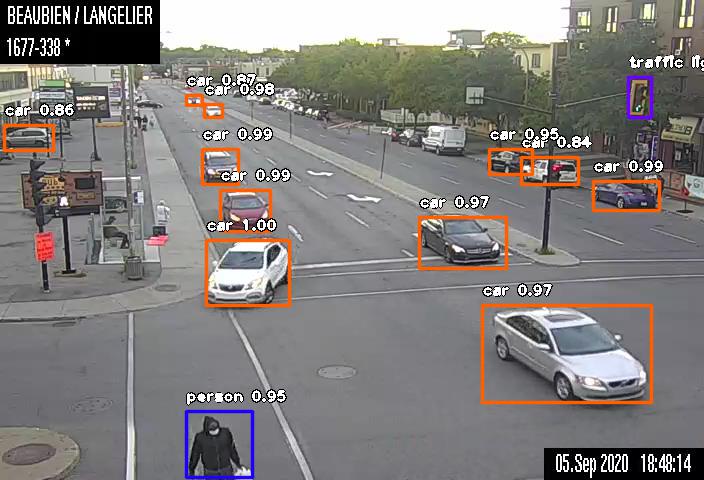 BEAUBIEN / LANGELIER
1677-338 *
car 0.87
car 0.98
traffic lig
car 0.86
car 0.99
car 0.95
car 0.84
car 0.99
car 0.99
car 0.97
car 1.00
car 0.97
person 0.95
05.Sep 2020 18:48:14